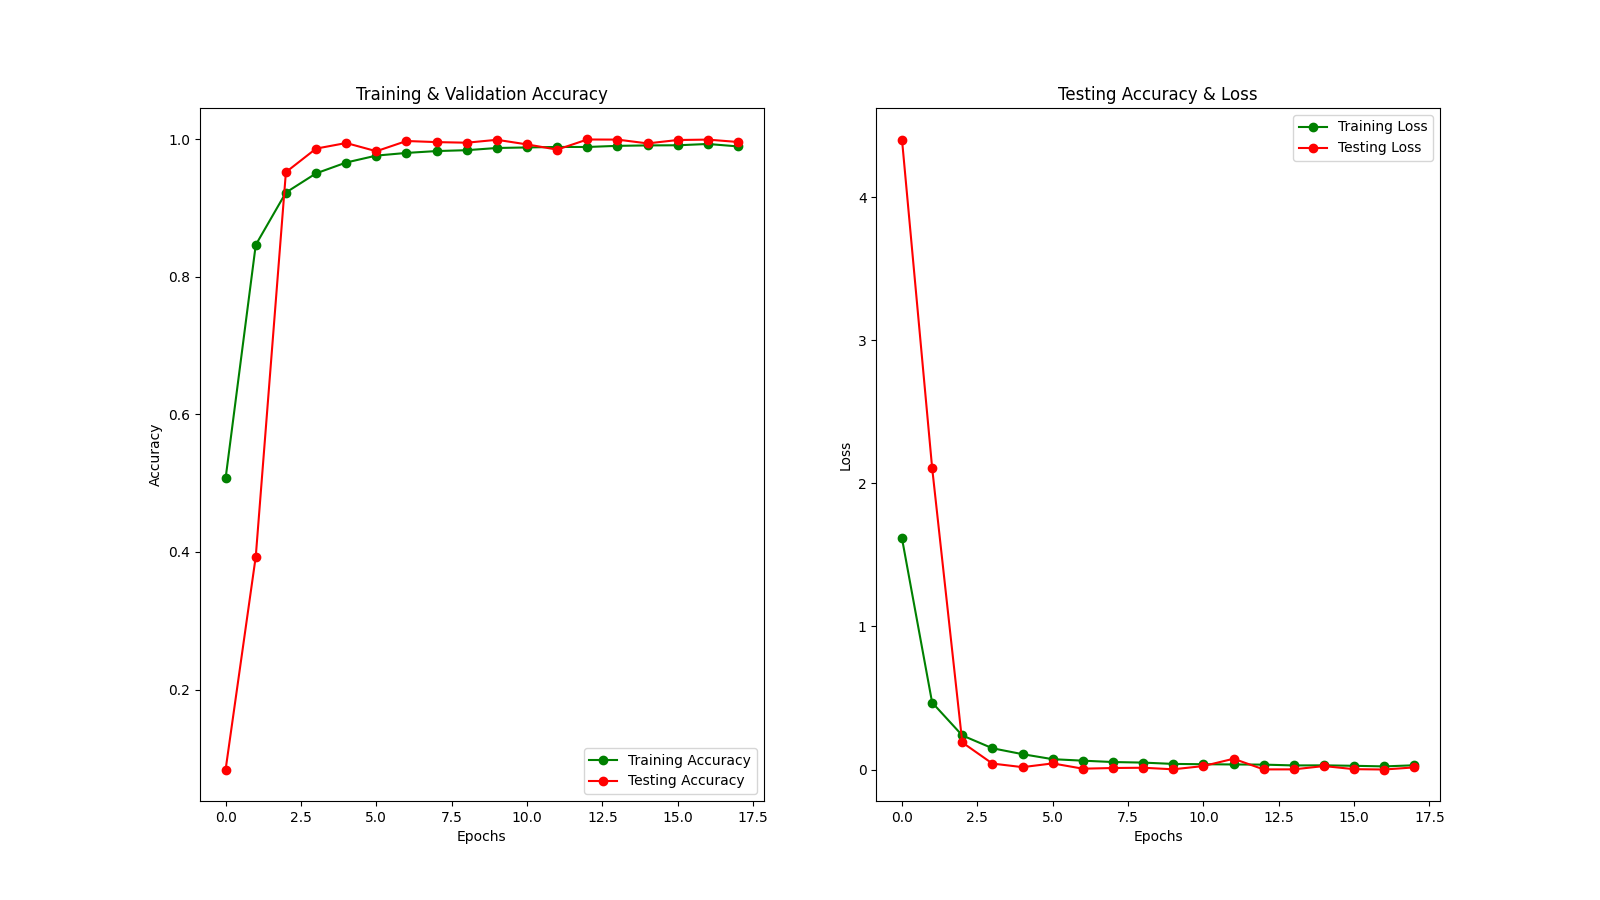 Training & Validation Accuracy
Accuracy
1.0
0.8
0.6
0.4
0.2
Training Accuracy
Testing Accuracy
0.0 2.5 5.0 7.5 10.0 12.5 15.0 17.5
Epochs
Testing Accuracy & Loss
Loss
4
3
2
1
0
Training Loss
Testing Loss
0.0 2.5 5.0 7.5 10.0 12.5 15.0 17.5
Epochs